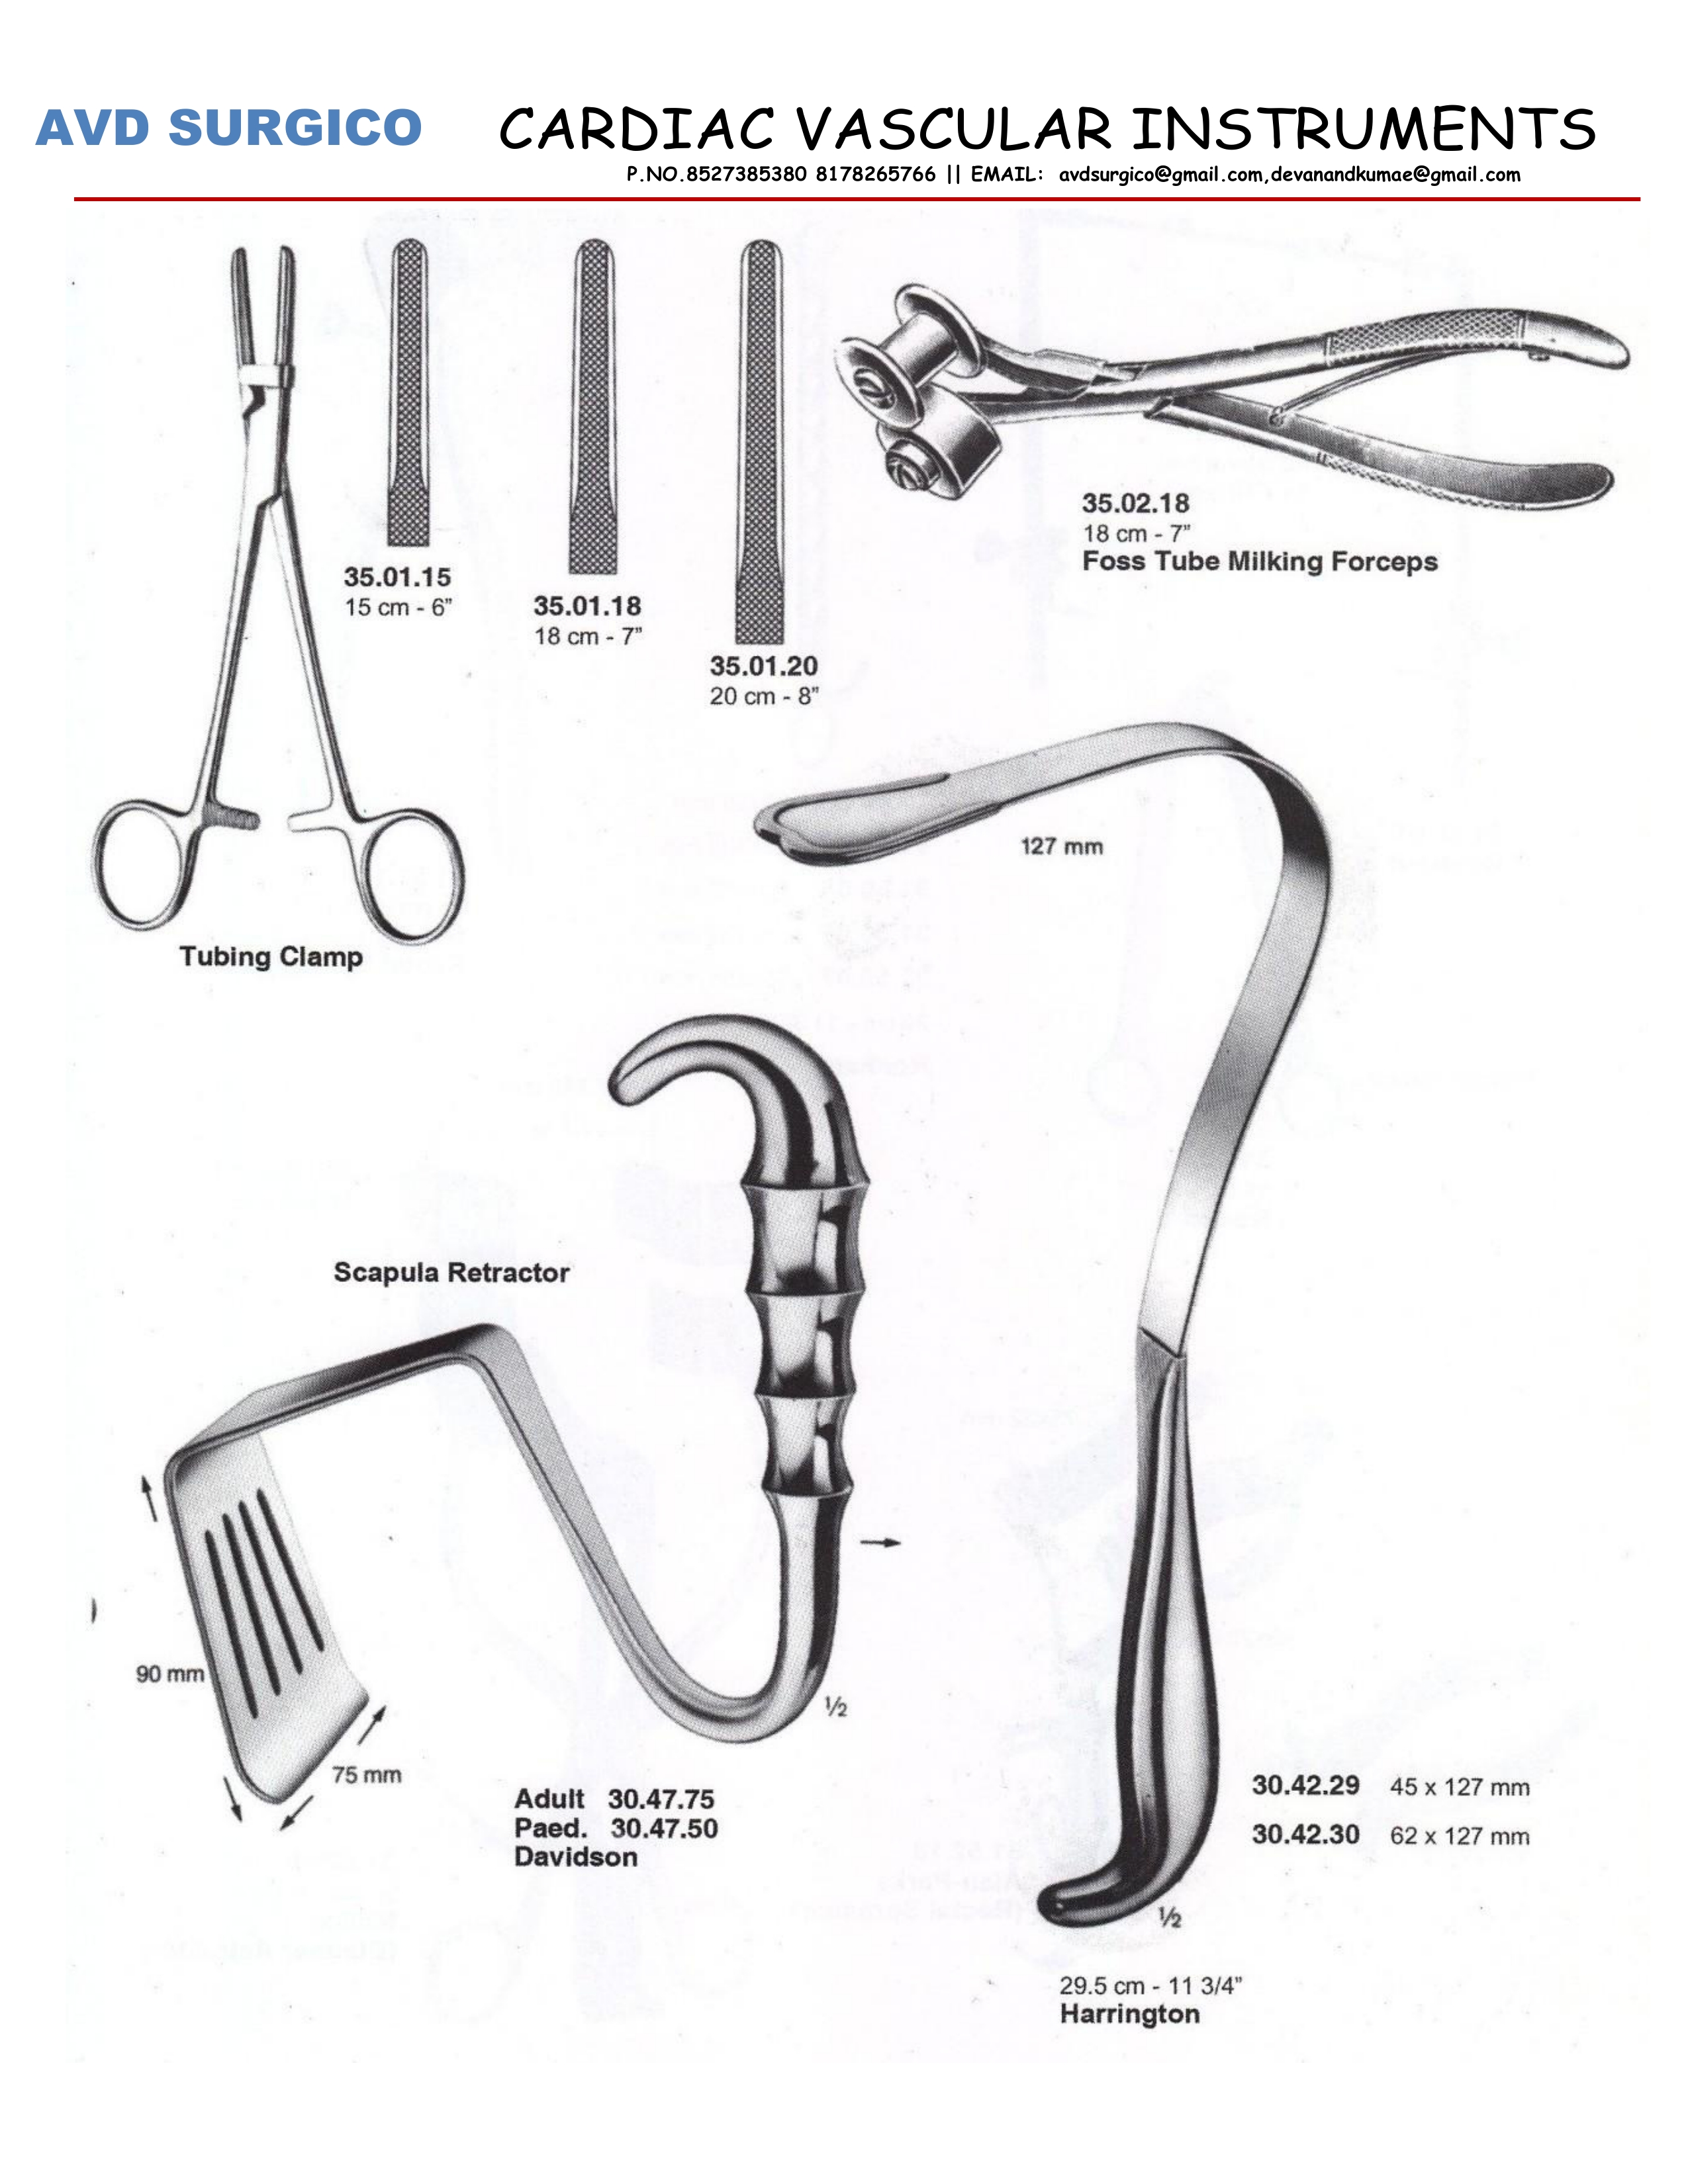 AVD SURGICO CARDIAC VASCULAR INSTRUMENTS
P.NO.8527385380 8178265766 || EMAIL: avdsurgico@gmail.com,devanandkumae@gmail.com
35.01.15
15 cm - 6"
35.01.18
18 cm - 7"
35.01.20
20 cm - 8"
35.02.18
18 cm - 7"
Foss Tube Milking Forceps
Tubing Clamp
127 mm
Scapula Retractor
90 mm
75 mm
½
Adult 30.47.75
Paed. 30.47.50
Davidson
30.42.29 45 x 127 mm
30.42.30 62 x 127 mm
½
29.5 cm - 11 3/4"
Harrington